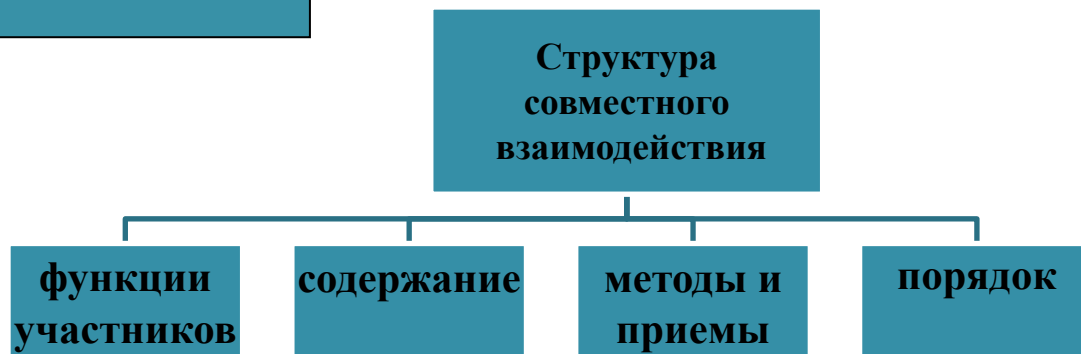 Структура
совместного
взаимодействия
функции
участников
содержание
методы и
приемы
порядок